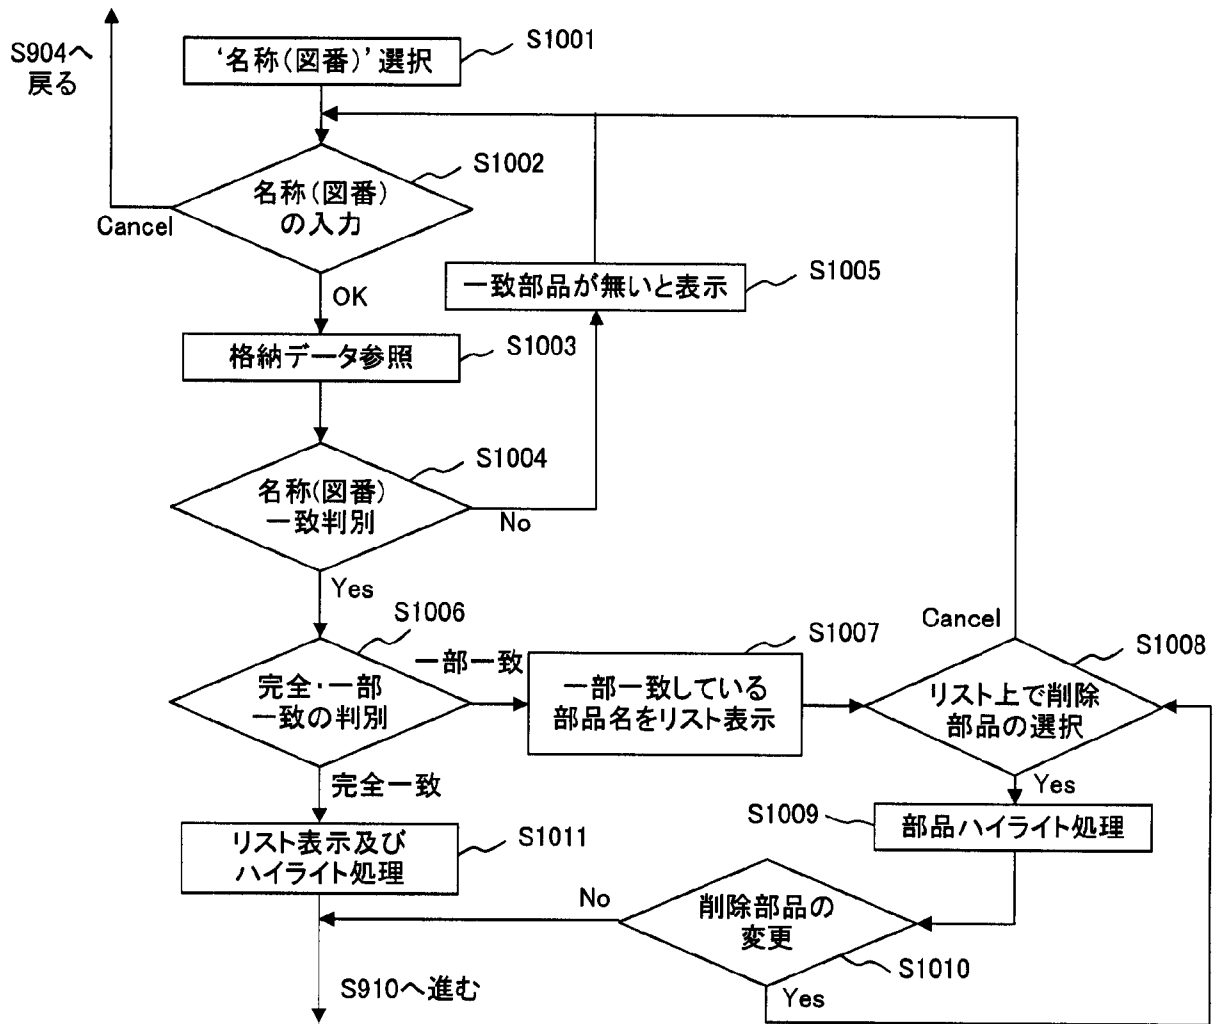 S904へ
戻る
‘名称(図番)’選択
S1001
名称(図番)
の入力
S1002
Cancel
OK
一致部品が無いと表示
S1005
格納データ参照
S1003
名称(図番)
一致判別
S1004
No
Yes
完全・一部
一致の判別
S1006
一部一致
一部一致している
部品名をリスト表示
S1007
Cancel
リスト上で削除
部品の選択
S1008
完全一致
Yes
S1009
部品ハイライト処理
リスト表示及び
ハイライト処理
S1011
No
削除部品の
変更
S1010
Yes
S910へ進む